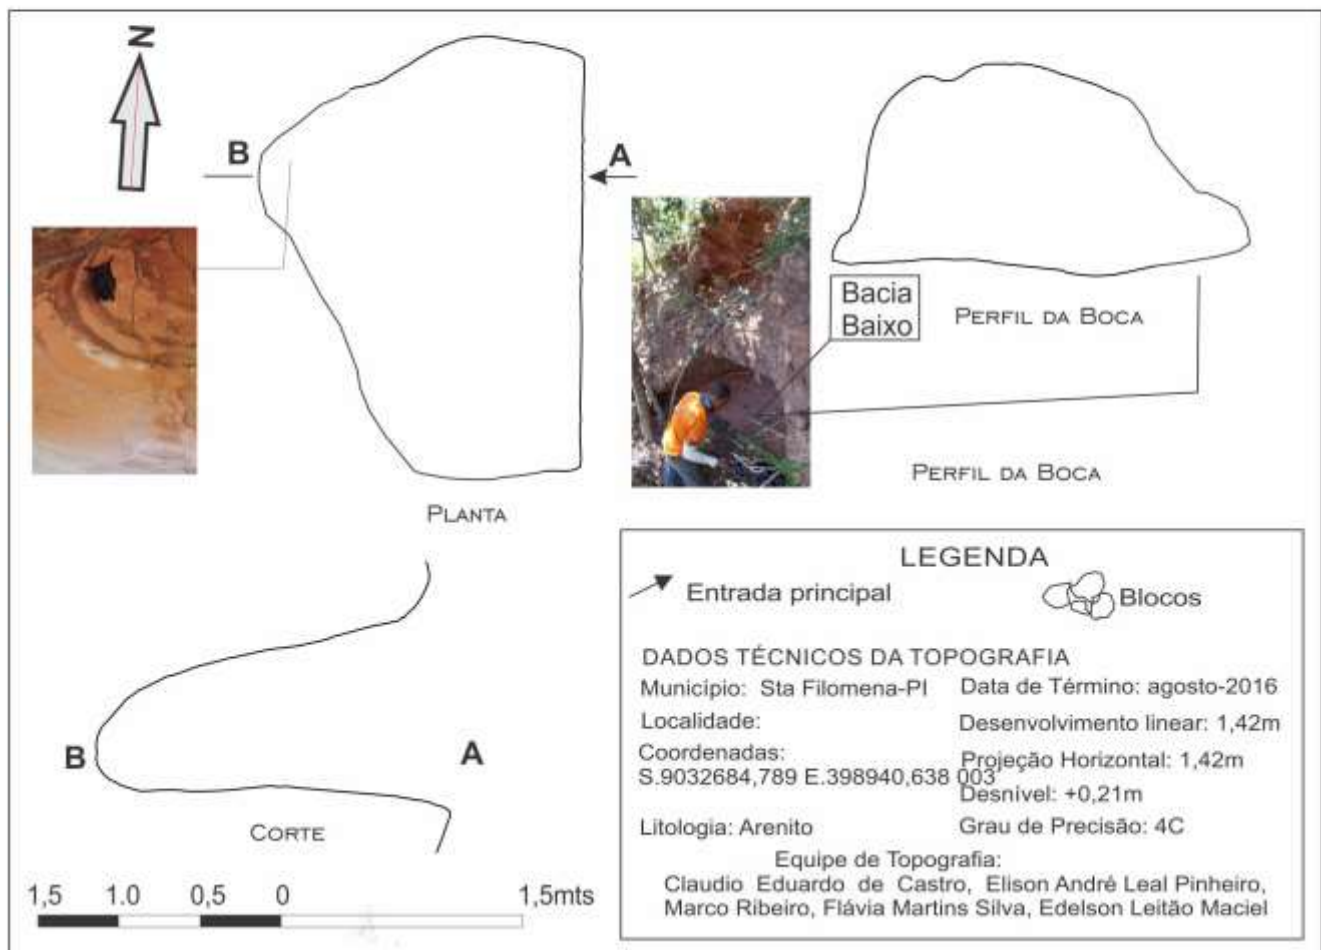 N
B
A
Bacia
Baixo
PERFIL DA BOCA
PERFIL DA BOCA
PLANTA
B
A
CORTE
1,5 1.0 0,5 0 1,5mts
LEGENDA
Entrada principal
Blocos
DADOS TÉCNICOS DA TOPOGRAFIA
Município: Sta Filomena-PI
Data de Término: agosto-2016
Localidade:
Desenvolvimento linear: 1,42m
Coordenadas:
S.9032684,789 E.398940,638 003
Projeção Horizontal: 1,42m
Desnível: +0,21m
Litologia: Arenito
Grau de Precisão: 4C
Equipe de Topografia:
Claudio Eduardo de Castro, Elison André Leal Pinheiro,
Marco Ribeiro, Flávia Martins Silva, Edelson Leitão Maciel